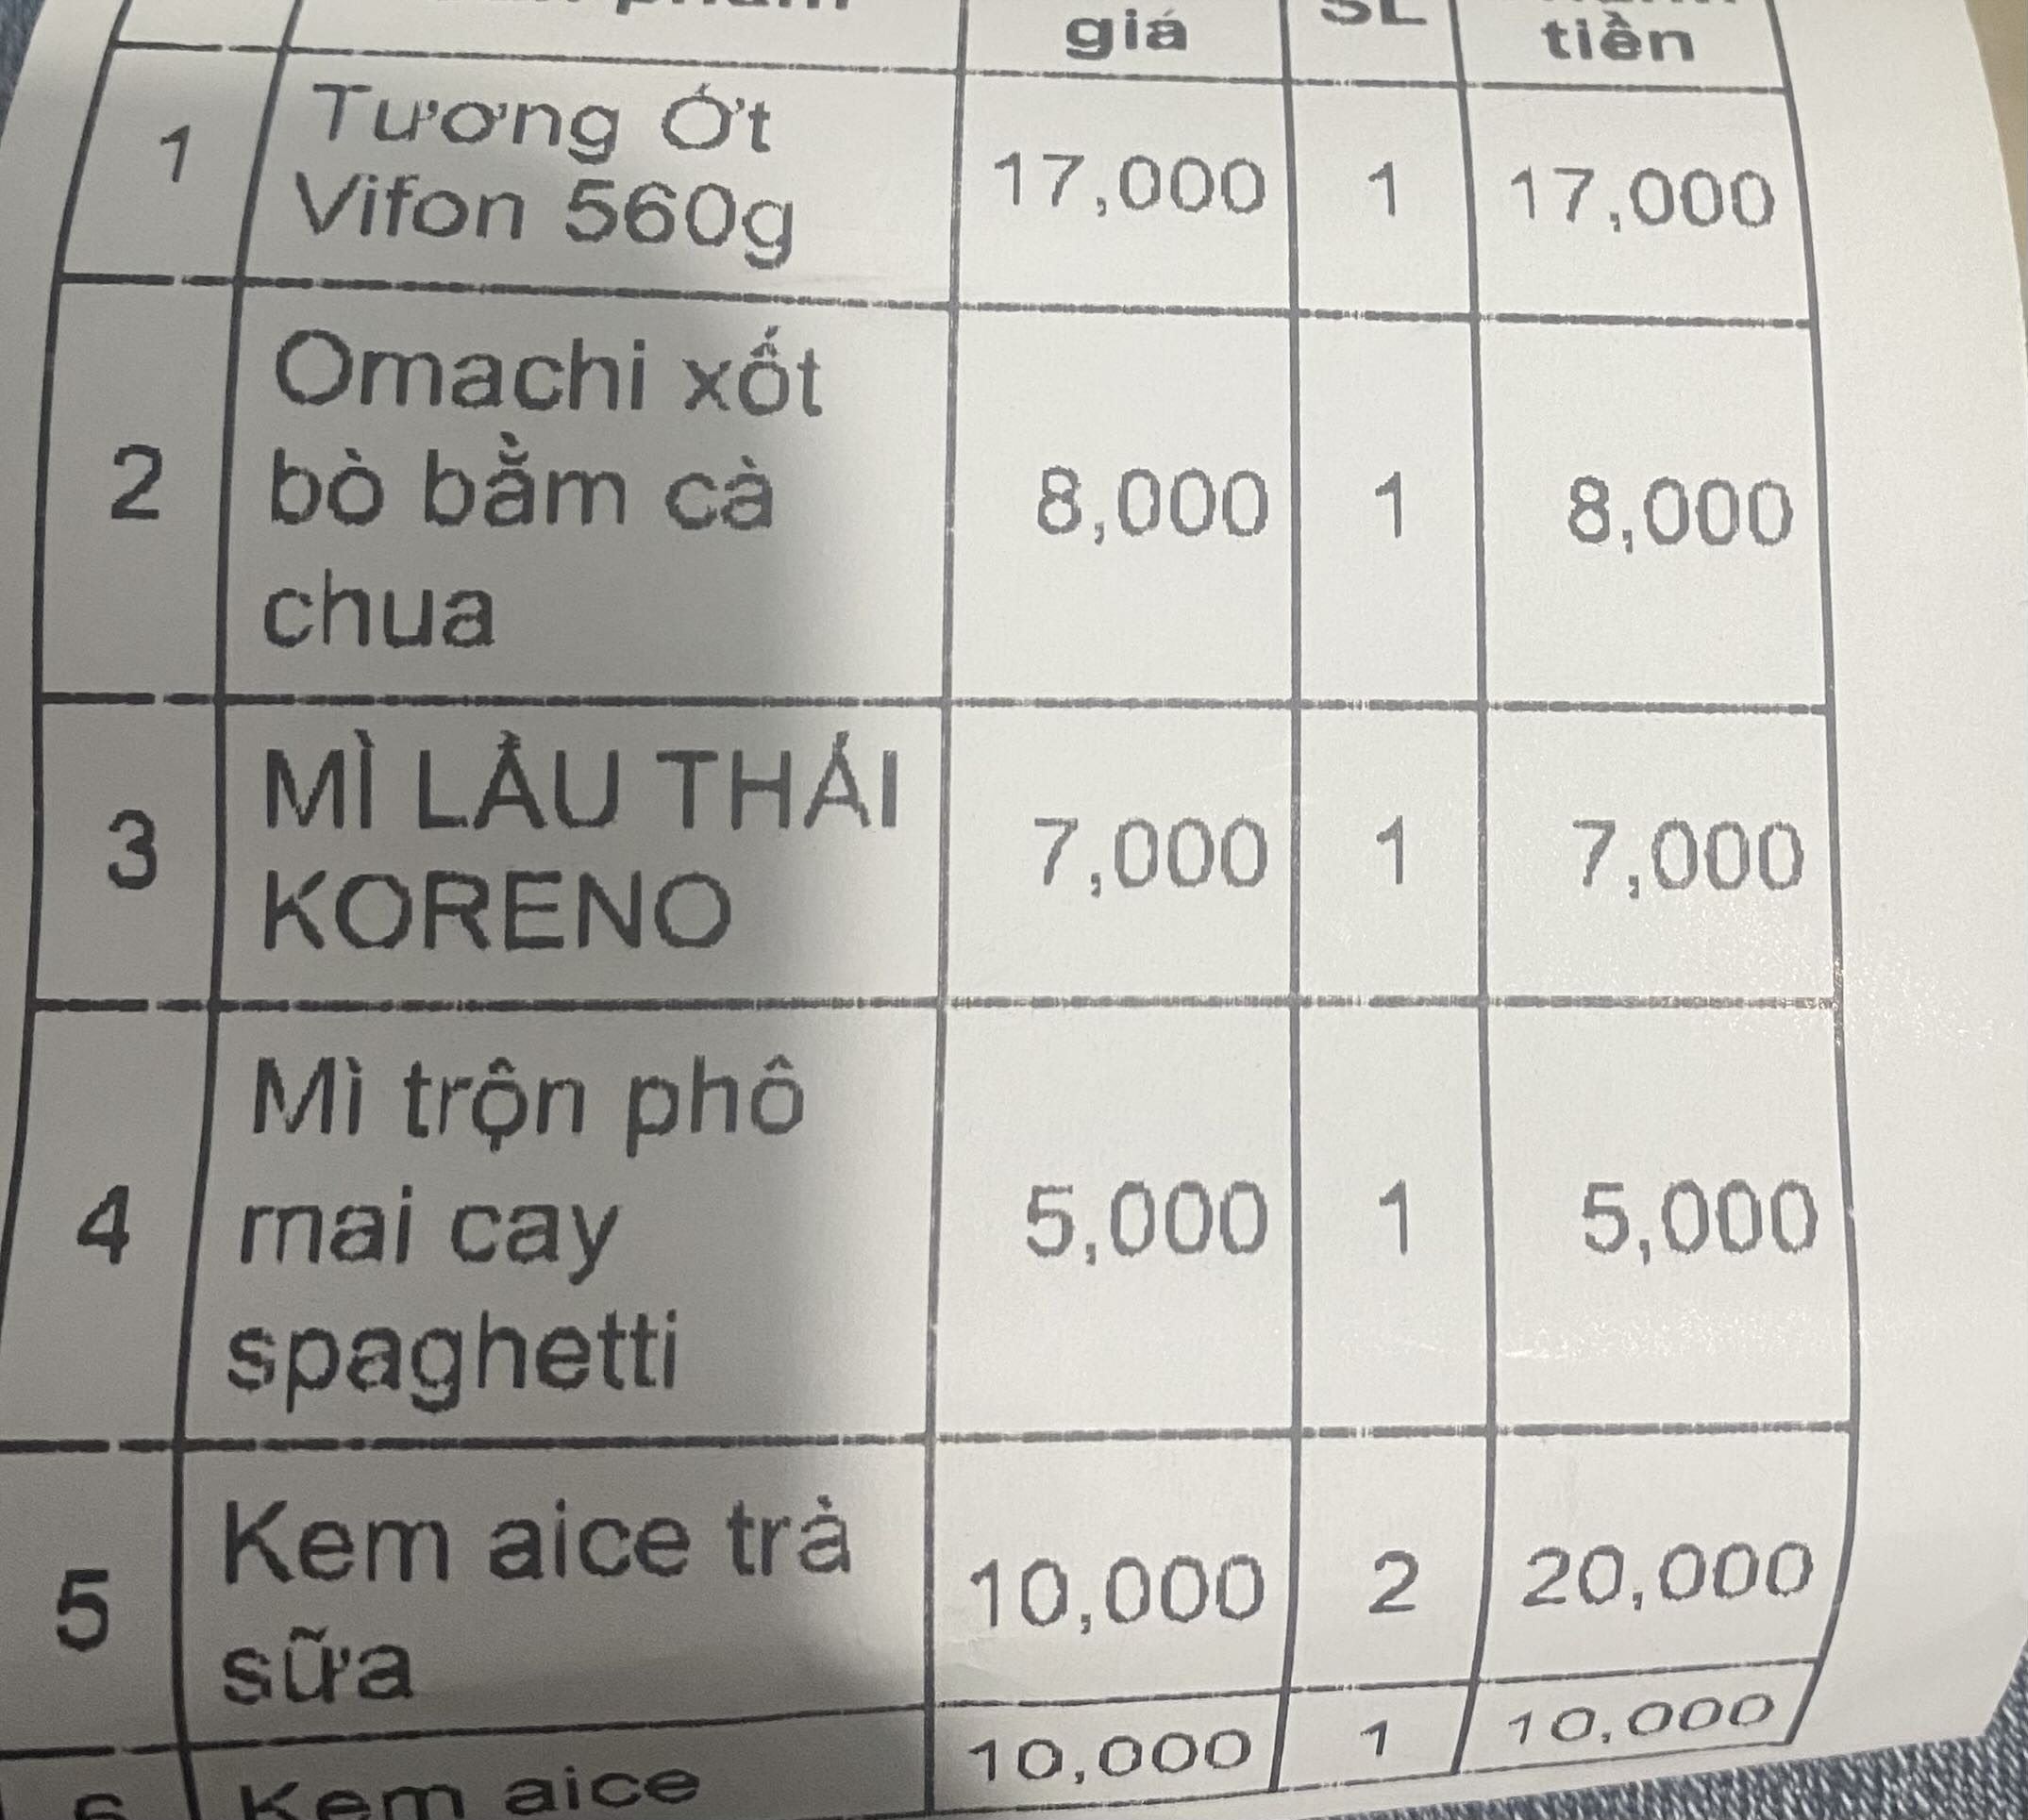 giá SL tiền
1 Tương Ớt
Vifon 560g 17,000 1 17,000
Omachi xốt
2 bò bằm cà 8,000 1 8,000
chua
MÌ LẨU THÁI
3 7,000 1 7,000
KORENO
Mì trộn phô
4 mai cay 5,000 1 5,000
spaghetti
Kem aice trà
5 10,000 2 20,000
sữa
6 Kem aice 10,000 1 10,000